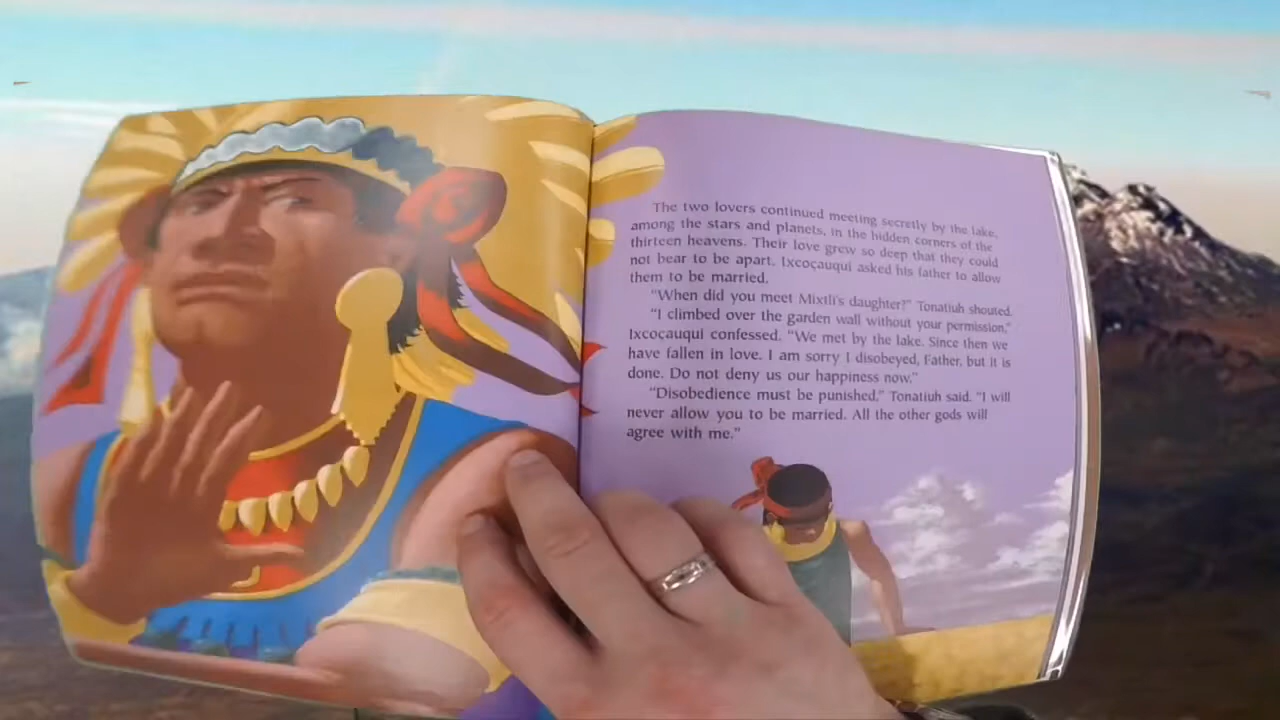 The two lovers continued meeting secretly by the lake,
among the stars and planets, in the hidden corners of the
thirteen heavens. Their love grew so deep that they could
not bear to be apart. Ixcoçauqui asked his father to allow
them to be married.
"When did you meet Mixtli's daughter?" Tonatiuh shouted.
"I climbed over the garden wall without your permission,"
Ixcoçauqui confessed. "We met by the lake. Since then we
have fallen in love. I am sorry I disobeyed, Father, but it is
done. Do not deny us our happiness now."
"Disobedience must be punished," Tonatiuh said. "I will
never allow you to be married. All the other gods will
agree with me."